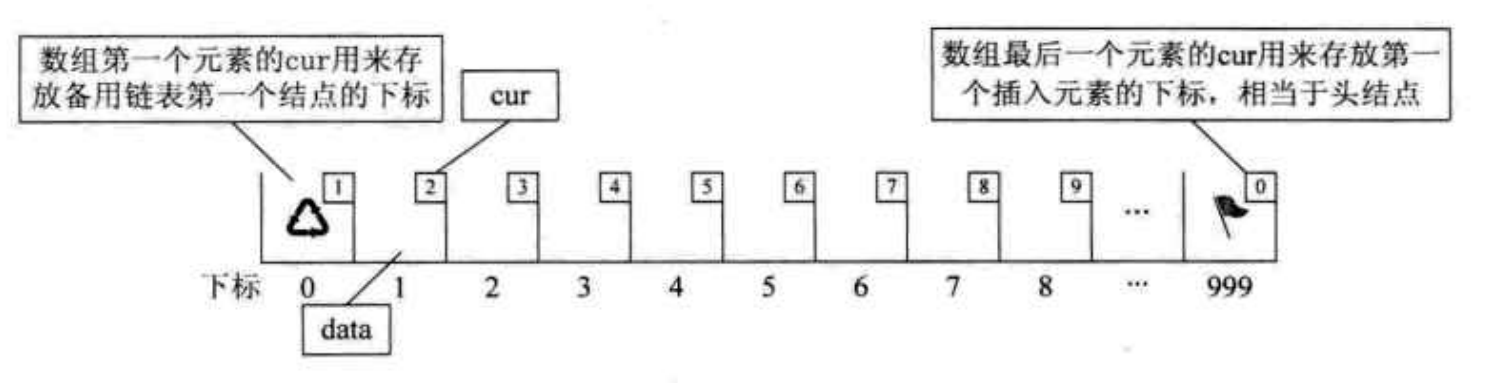 数组第一个元素的cur用来存
放备用链表第一个结点的下标
cur
数组最后一个元素的cur用来存放第一
个插入元素的下标，相当于头结点
1 2 3 4 5 6 7 8 9 … 0
下标 0 1 2 3 4 5 6 7 8 … 999
data